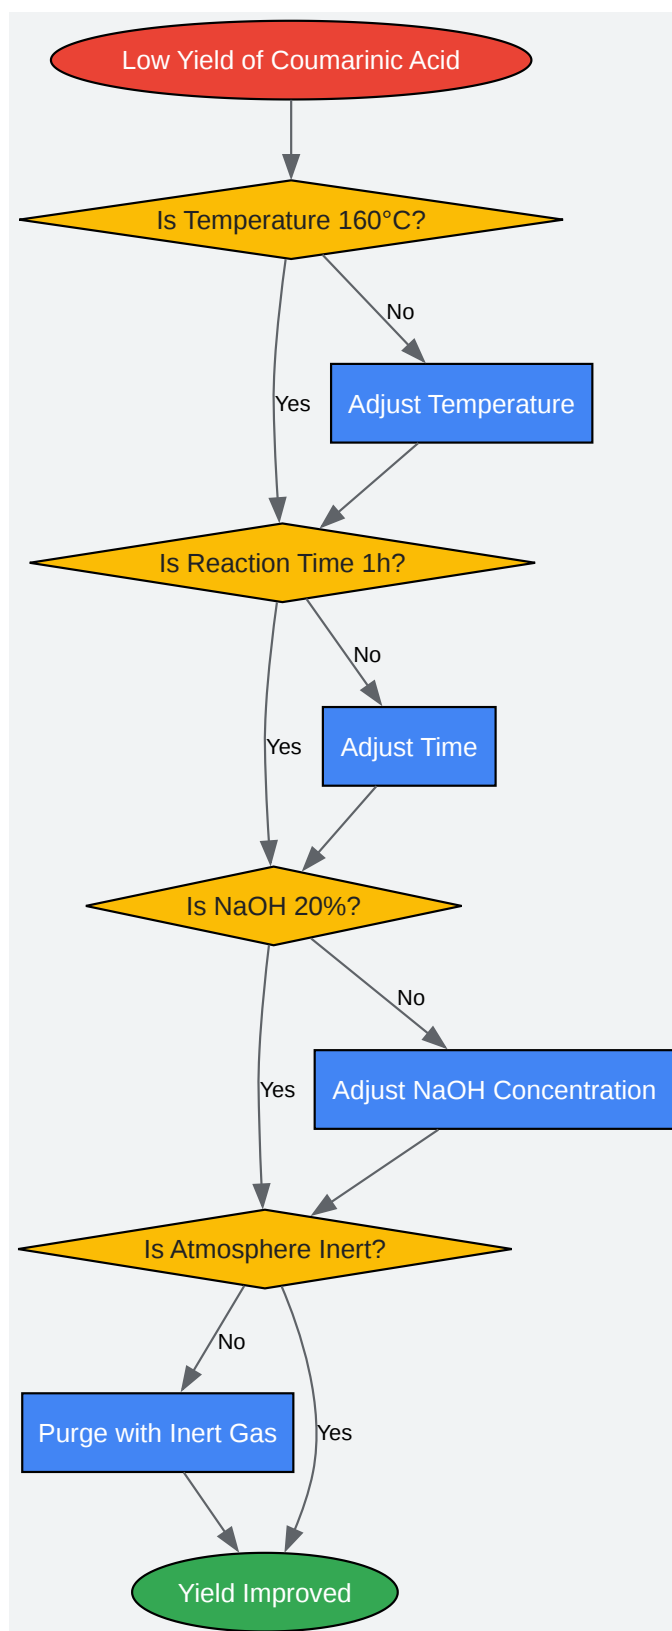 Low Yield of Coumarinic Acid
Is Temperature 160°C?
No
Yes
Adjust Temperature
Is Reaction Time 1h?
No
Yes
Adjust Time
Is NaOH 20%?
No
Yes
Adjust NaOH Concentration
Is Atmosphere Inert?
No
Purge with Inert Gas
Yes
Yield Improved